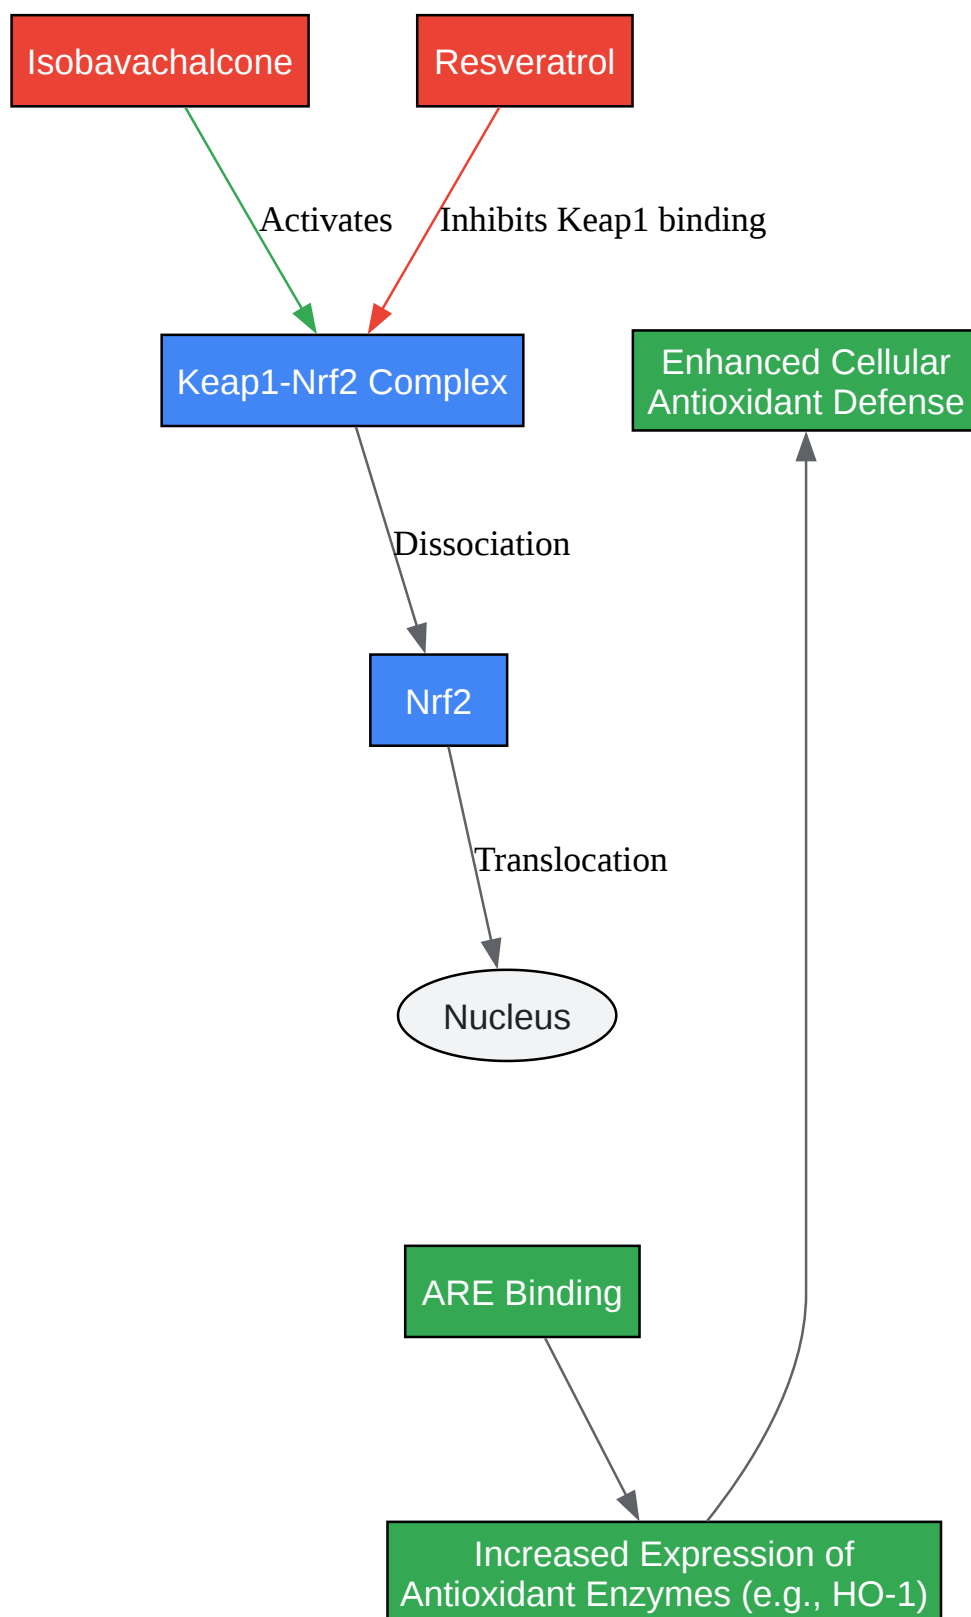 Isobavachalcone
Resveratrol
Activates
Inhibits Keap1 binding
Keap1-Nrf2 Complex
Enhanced Cellular
Antioxidant Defense
Dissociation
Nrf2
Translocation
Nucleus
ARE Binding
Increased Expression of
Antioxidant Enzymes (e.g., HO-1)